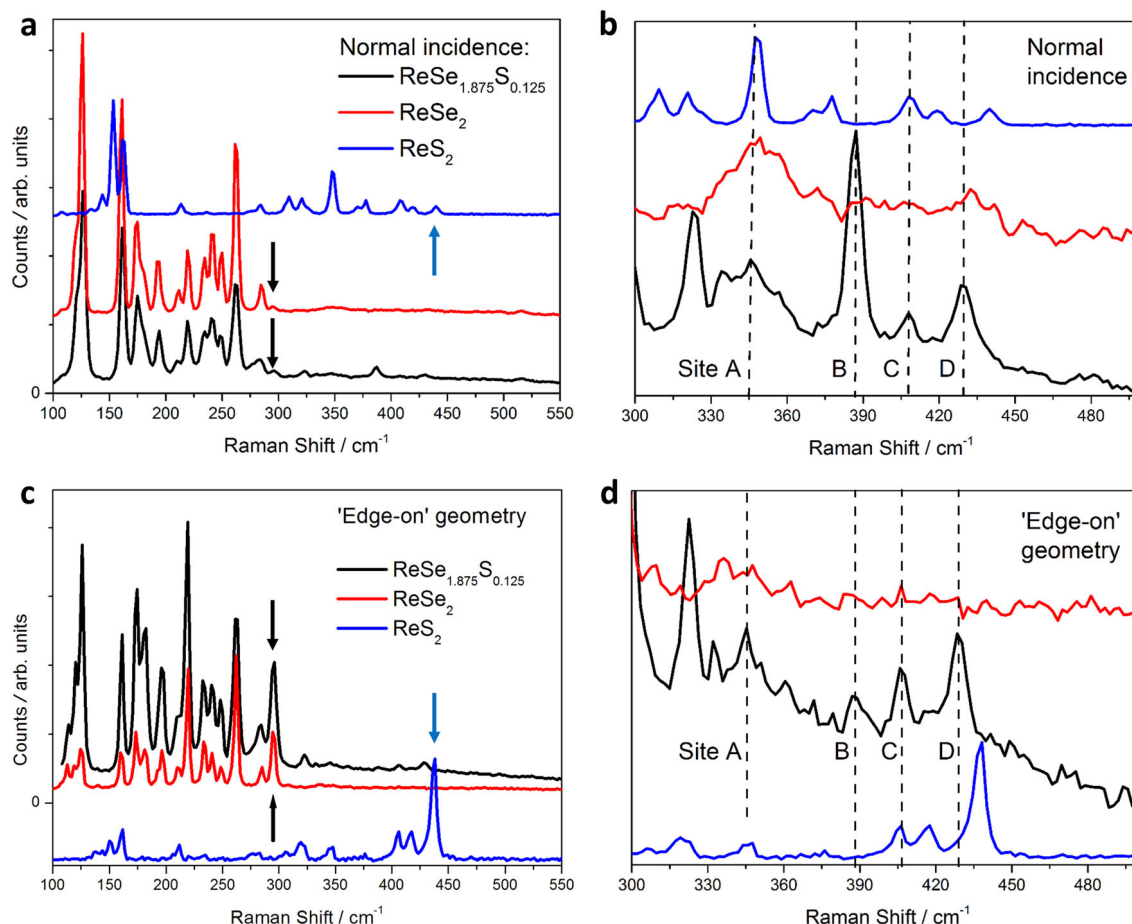 a
Normal incidence:
ReSe1.875S0.125
ReSe2
ReS2
Counts / arb. units
0
100 150 200 250 300 350 400 450 500 550
Raman Shift / cm-1
b
Normal
incidence
Site A B C D
300 330 360 390 420 450 480
Raman Shift / cm-1
c
'Edge-on' geometry
ReSe1.875S0.125
ReSe2
ReS2
Counts / arb. units
0
100 150 200 250 300 350 400 450 500 550
Raman Shift / cm-1
d
'Edge-on'
geometry
Site A B C D
300 330 360 390 420 450 480
Raman Shift / cm-1